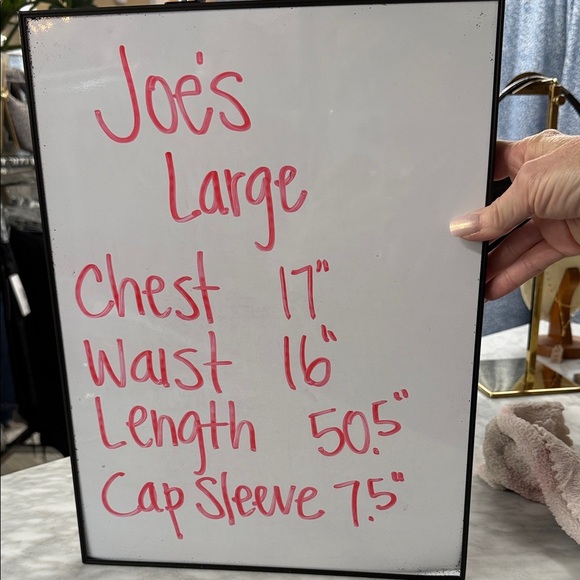 Joe's
Large
Chest 17"
Waist 16"
Length 50.5"
Cap Sleeve 7.5"